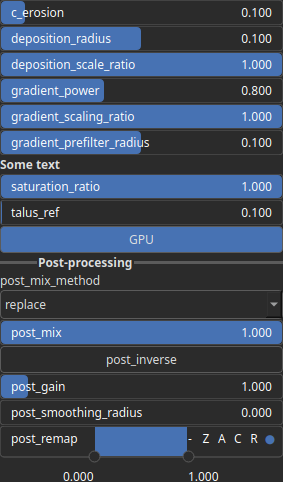 c_erosion 0.100
deposition_radius 0.100
deposition_scale_ratio 1.000
gradient_power 0.800
gradient_scaling_ratio 1.000
gradient_prefilter_radius 0.100
Some text
saturation_ratio 1.000
talus_ref 0.100
GPU
Post-processing
post_mix_method
replace
post_mix 1.000
post_inverse
post_gain 1.000
post_smoothing_radius 0.000
post_remap - Z A C R
0.000 1.000